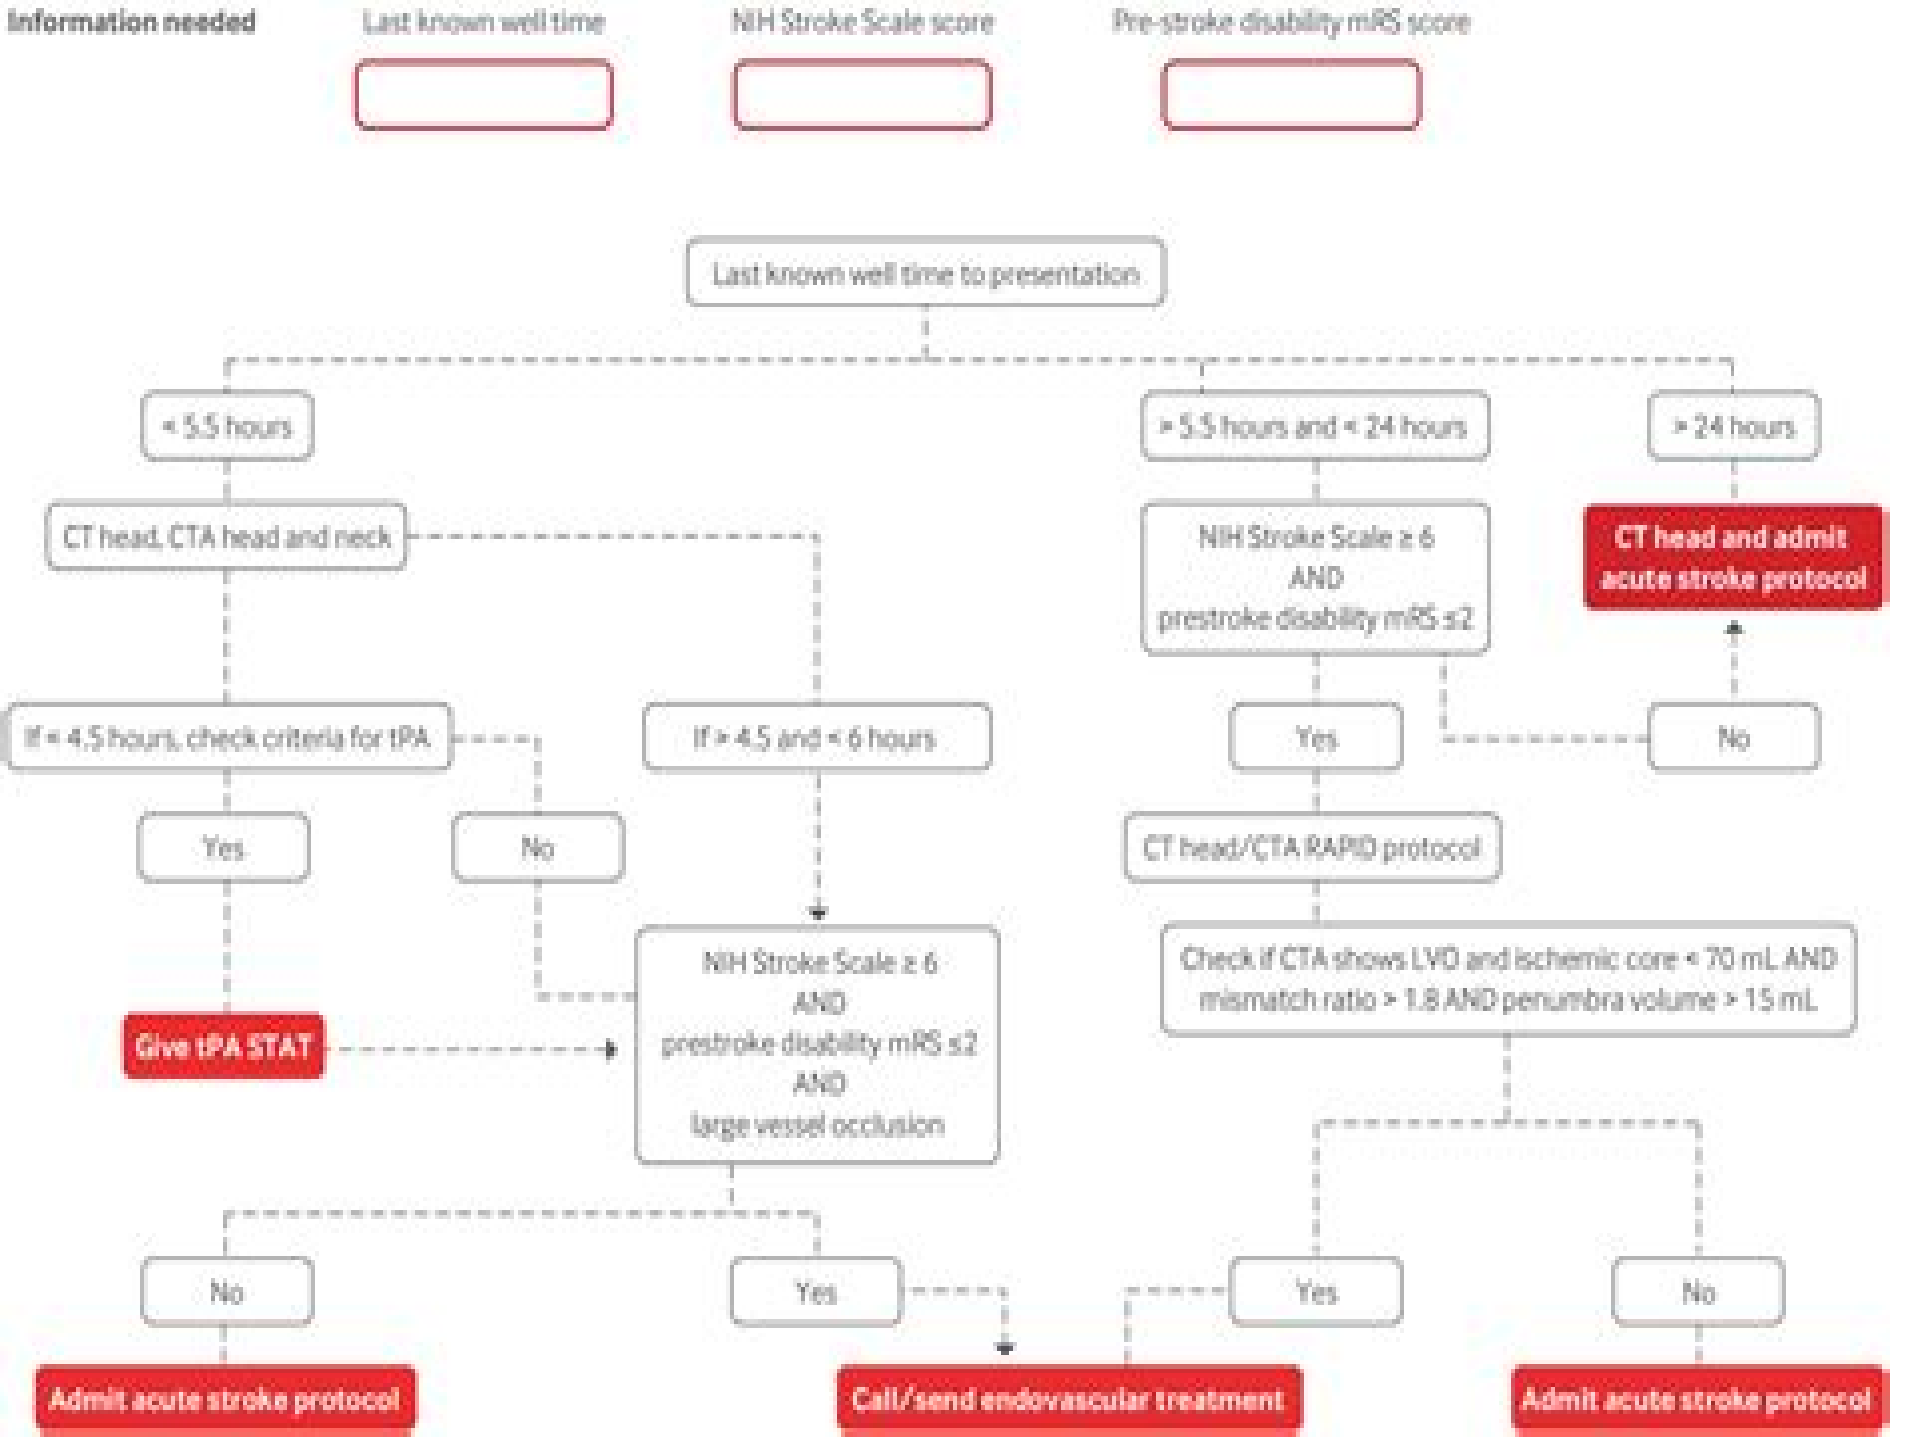 Information needed
Last known well time
NIH Stroke Scale score
Pre-stroke disability mRS score
Last known well time to presentation
< 5.5 hours
> 5.5 hours and < 24 hours
> 24 hours
CT head, CTA head and neck
NIH Stroke Scale ≥ 6
AND
prestroke disability mRS ≤2
CT head and admit
acute stroke protocol
If < 4.5 hours, check criteria for tPA
If > 4.5 and < 6 hours
Yes
No
Yes
No
CT head/CTA RAPID protocol
NIH Stroke Scale ≥ 6
AND
prestroke disability mRS ≤2
AND
large vessel occlusion
Check if CTA shows LVO and ischemic core < 70 mL AND
mismatch ratio > 1.8 AND penumbra volume > 15 mL
Give tPA STAT
No
Yes
Yes
No
Admit acute stroke protocol
Call/send endovascular treatment
Admit acute stroke protocol